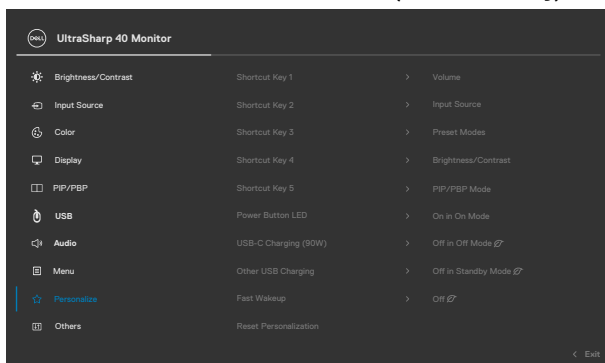 DELL UltraSharp 40 Monitor
Brightness/Contrast Shortcut Key 1 > Volume
Input Source Shortcut Key 2 > Input Source
Color Shortcut Key 3 > Preset Modes
Display Shortcut Key 4 > Brightness/Contrast
PIP/PBP Shortcut Key 5 > PIP/PBP Mode
USB Power Button LED > On in On Mode
Audio USB-C Charging (90W) > Off in Off Mode
Menu Other USB Charging > Off in Standby Mode
Personalize Fast Wakeup > Off
Others Reset Personalization
< Exit